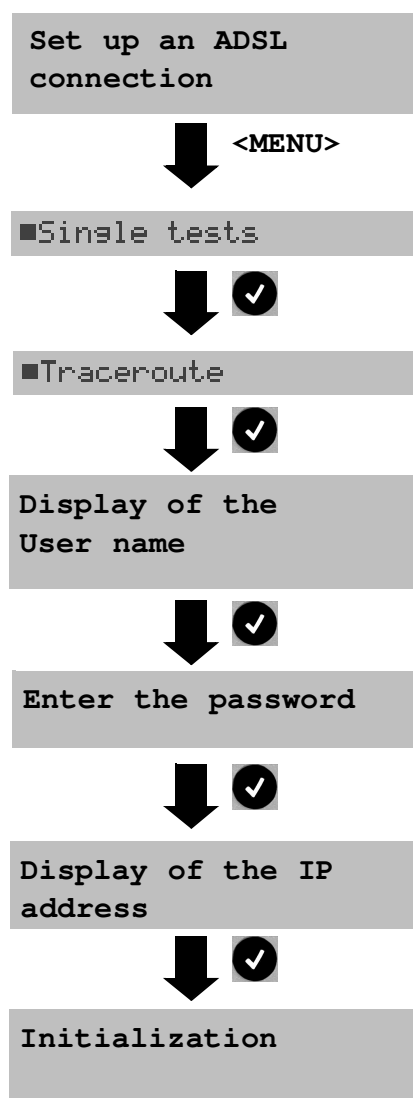 Set up an ADSL
connection
<MENU>
■Single tests
■Traceroute
Display of the
User name
Enter the password
Display of the IP
address
Initialization